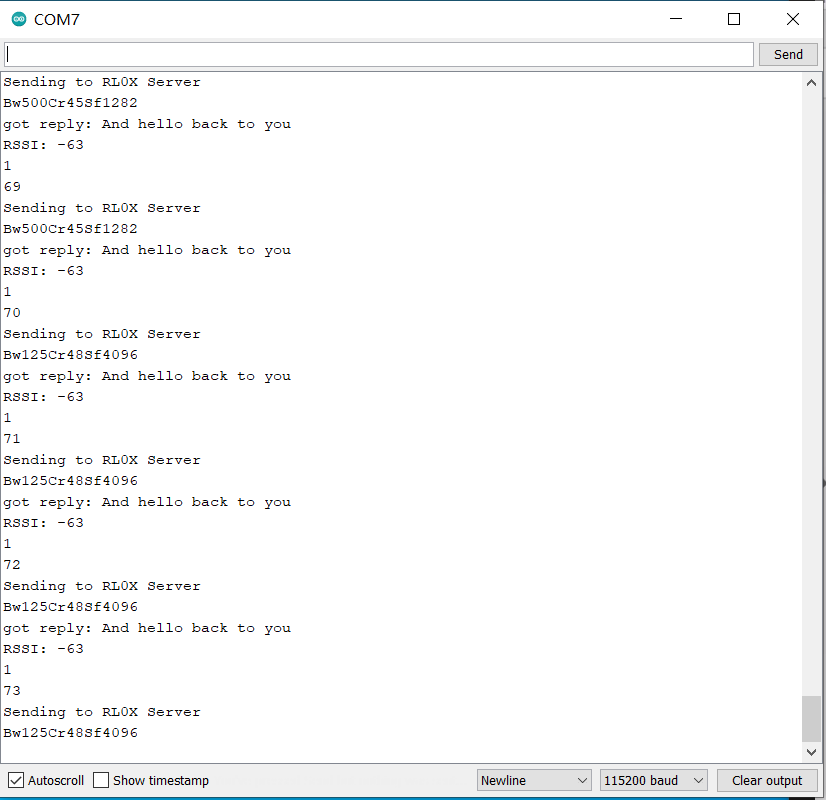 COM7
Send
Sending to RL0X Server
Bw500Cr45Sf1282
got reply: And hello back to you
RSSI: -63
1
69
Sending to RL0X Server
Bw500Cr45Sf1282
got reply: And hello back to you
RSSI: -63
1
70
Sending to RL0X Server
Bw125Cr48Sf4096
got reply: And hello back to you
RSSI: -63
1
71
Sending to RL0X Server
Bw125Cr48Sf4096
got reply: And hello back to you
RSSI: -63
1
72
Sending to RL0X Server
Bw125Cr48Sf4096
got reply: And hello back to you
RSSI: -63
1
73
Sending to RL0X Server
Bw125Cr48Sf4096
Autoscroll Show timestamp Newline 115200 baud Clear output